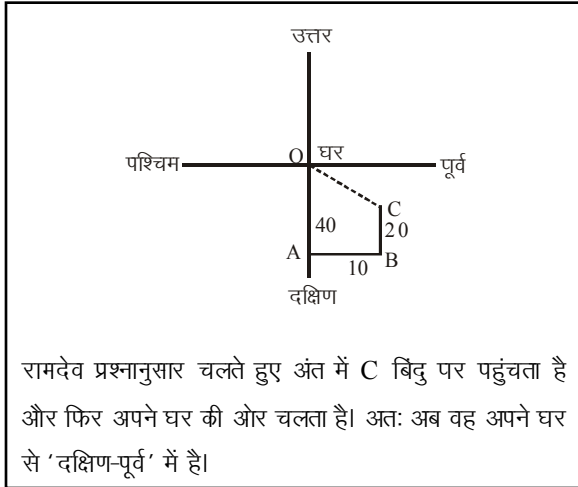 उत्तर
O घर
पश्चिम
पूर्व
C
40
20
A
B
10
दक्षिण
रामदेव प्रश्नानुसार चलते हुए अंत में C बिंदु पर पहुंचता है
और फिर अपने घर की ओर चलता है। अतः अब वह अपने घर
से ‘दक्षिण-पूर्व’ में है।